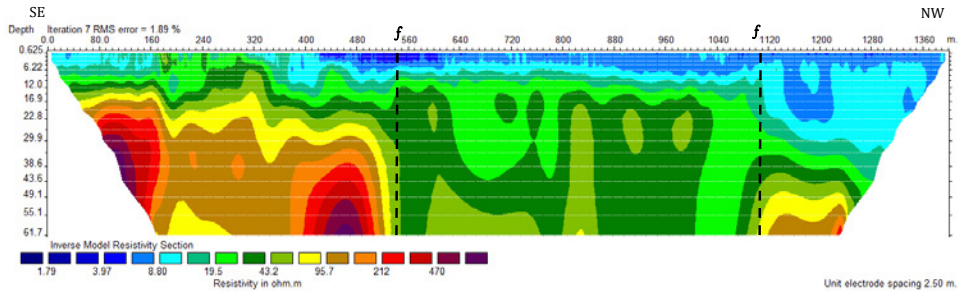 SE NW
f f
Depth Iteration 7 RMS error = 1.89 %
0.0 80.0 160 240 320 400 480 560 640 720 800 880 960 1040 1120 1200 1280 1360 m.
0.625
6.22
12.0
16.9
22.8
29.9
38.6
43.6
49.1
55.1
61.7
Inverse Model Resistivity Section
1.79 3.97 8.80 19.5 43.2 95.7 212 470
Resistivity in ohm.m
Unit electrode spacing 2.50 m.